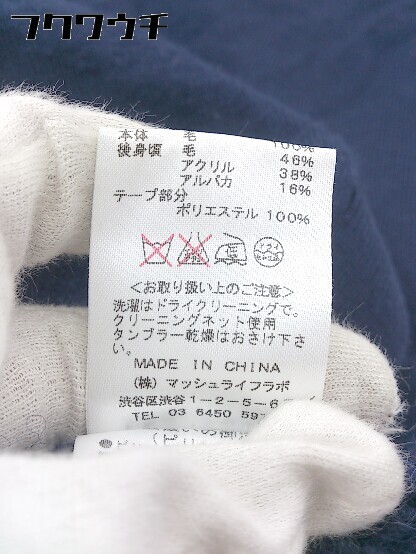 フクワウチ
本体 毛 100%
後身頃 毛 46%
アクリル 38%
アルパカ 16%
テープ部分
ポリエステル 100%
<お取り扱い上のご注意>
洗濯はドライクリーニングで。
クリーニングネット使用
タンブラー乾燥はおさけ下さ
い。
MADE IN CHINA
(株) マッシュライフラボ
渋谷区渋谷1-2-5-6
TEL 03 6450